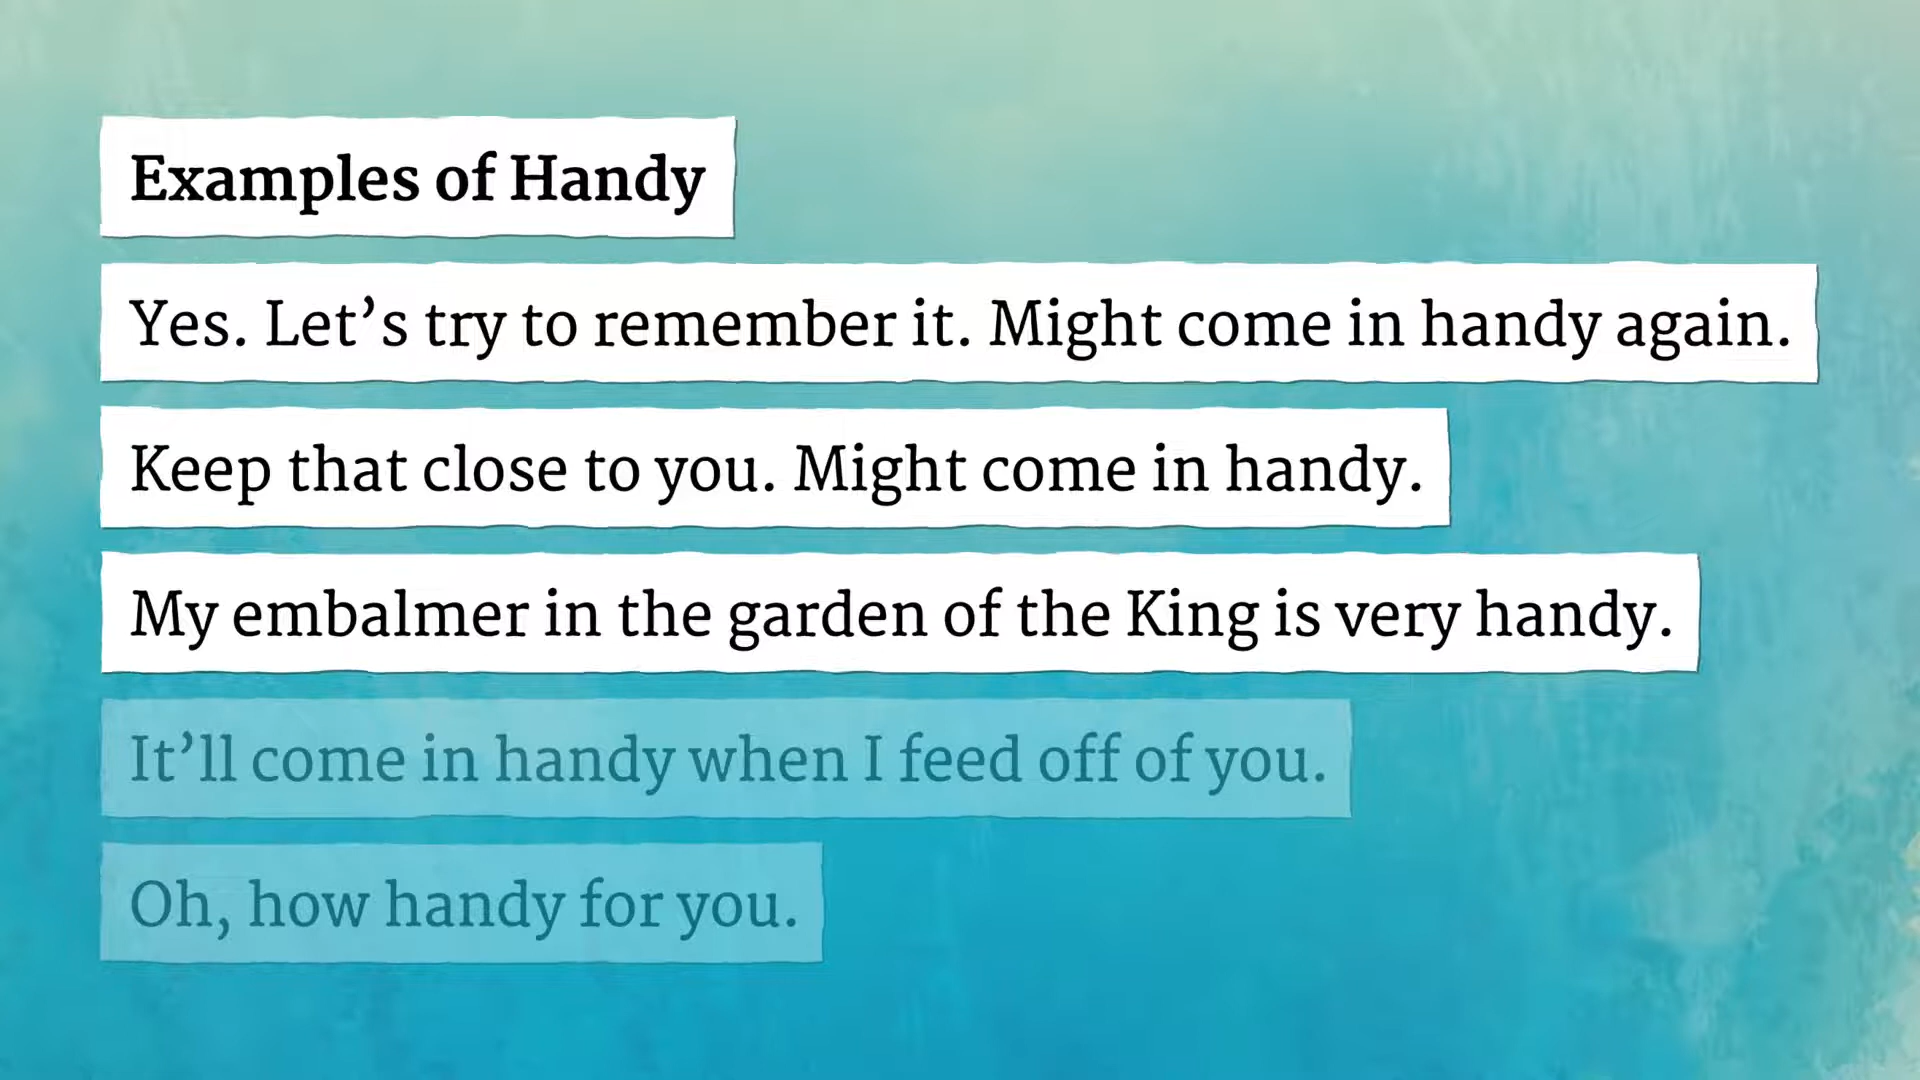 Examples of Handy
Yes. Let’s try to remember it. Might come in handy again.
Keep that close to you. Might come in handy.
My embalmer in the garden of the King is very handy.
It’ll come in handy when I feed off of you.
Oh, how handy for you.